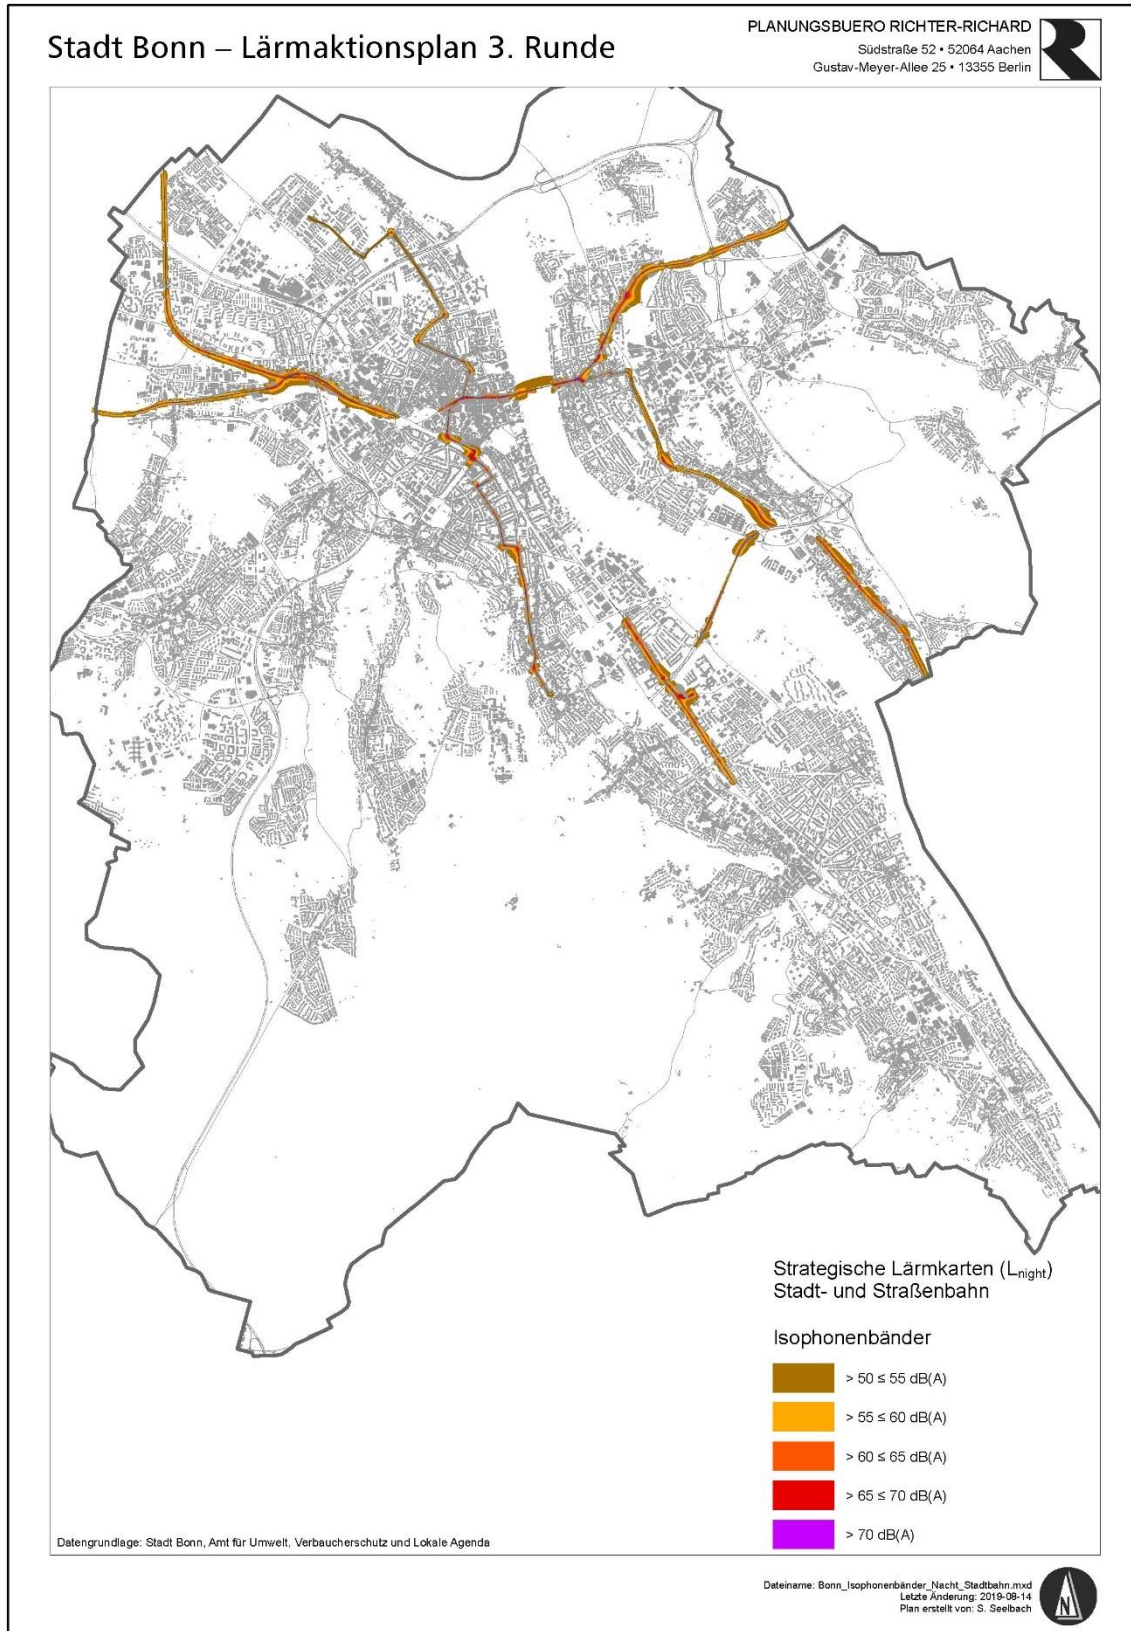 Stadt Bonn – Lärmaktionsplan 3. Runde
PLANUNGSBUERO RICHTER-RICHARD
Südstraße 52 • 52064 Aachen
Gustav-Meyer-Allee 25 • 13355 Berlin
Strategische Lärmkarten (Lnight)
Stadt- und Straßenbahn
Isophonenbänder
> 50 ≤ 55 dB(A)
> 55 ≤ 60 dB(A)
> 60 ≤ 65 dB(A)
> 65 ≤ 70 dB(A)
> 70 dB(A)
Datengrundlage: Stadt Bonn, Amt für Umwelt, Verbaucherschutz und Lokale Agenda
Dateiname: Bonn_Isophonenbänder_Nacht_Stadtbahn.mxd
Letzte Änderung: 2019-08-14
Plan erstellt von: S. Seelbach
N